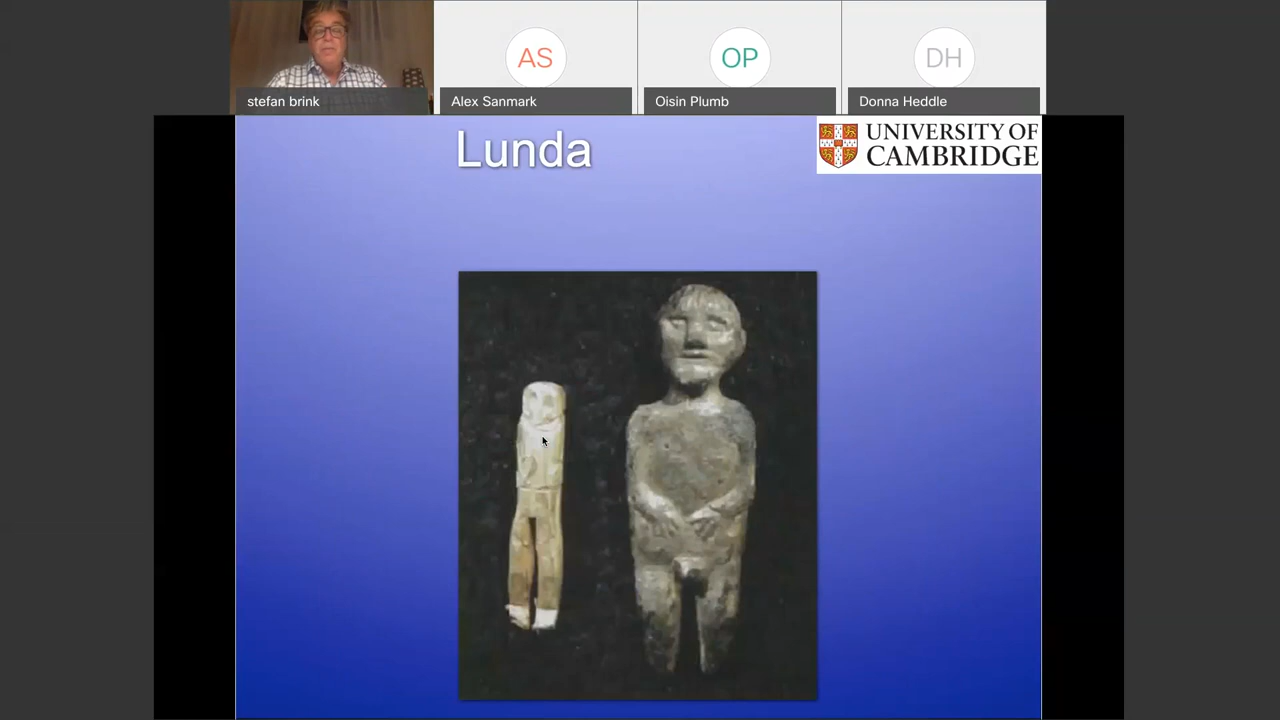 AS
OP
DH
stefan brink
Alex Sanmark
Oisin Plumb
Donna Heddle
Lunda
UNIVERSITY OF
CAMBRIDGE